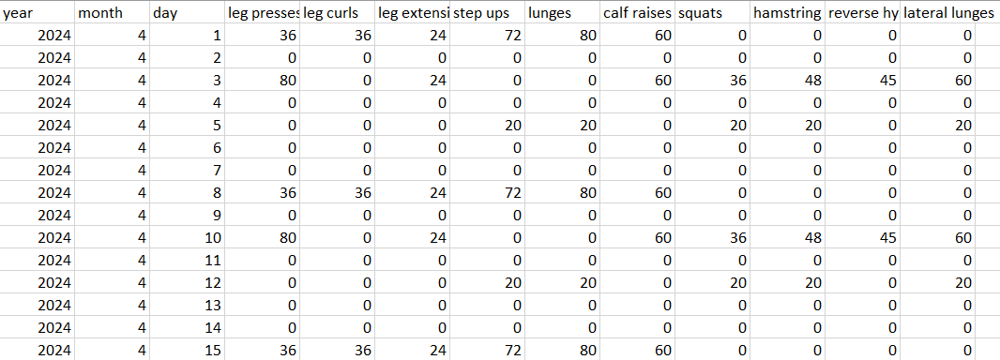 year month day leg presses leg curls leg extensi step ups lunges calf raises squats hamstring reverse hy lateral lunges
2024 4 1 36 36 24 72 80 60 0 0 0 0
2024 4 2 0 0 0 0 0 0 0 0 0 0
2024 4 3 80 0 24 0 0 60 36 48 45 60
2024 4 4 0 0 0 0 0 0 0 0 0 0
2024 4 5 0 0 0 20 20 0 20 20 0 20
2024 4 6 0 0 0 0 0 0 0 0 0 0
2024 4 7 0 0 0 0 0 0 0 0 0 0
2024 4 8 36 36 24 72 80 60 0 0 0 0
2024 4 9 0 0 0 0 0 0 0 0 0 0
2024 4 10 80 0 24 0 0 60 36 48 45 60
2024 4 11 0 0 0 0 0 0 0 0 0 0
2024 4 12 0 0 0 20 20 0 20 20 0 20
2024 4 13 0 0 0 0 0 0 0 0 0 0
2024 4 14 0 0 0 0 0 0 0 0 0 0
2024 4 15 36 36 24 72 80 60 0 0 0 0